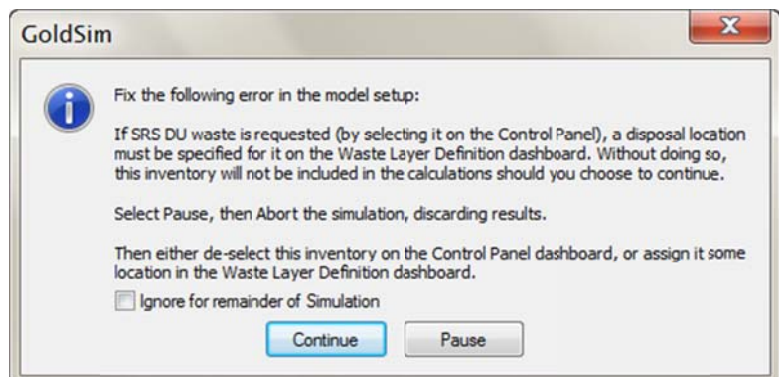 GoldSim
Fix the following error in the model setup:
If SRS DU waste is requested (by selecting it on the Control Panel), a disposal location
must be specified for it on the Waste Layer Definition dashboard. Without doing so,
this inventory will not be included in the calculations should you choose to continue.
Select Pause, then Abort the simulation, discarding results.
Then either de-select this inventory on the Control Panel dashboard, or assign it some
location in the Waste Layer Definition dashboard.
Ignore for remainder of Simulation
Continue
Pause